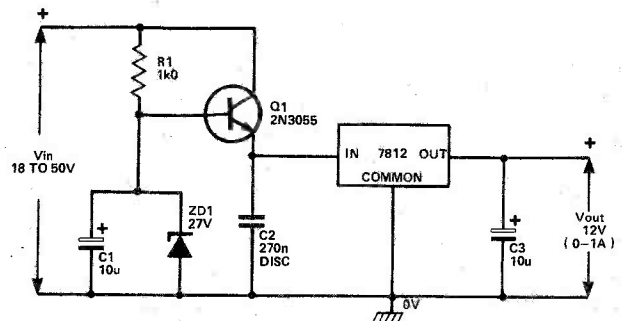 +
R1
1k0
Q1
2N3055
+
Vin
18 TO 50V
IN 7812 OUT
COMMON
+
C1
10u
ZD1
27V
C2
270n
DISC
+
C3
10u
Vout
12V
(0-1A)
0V